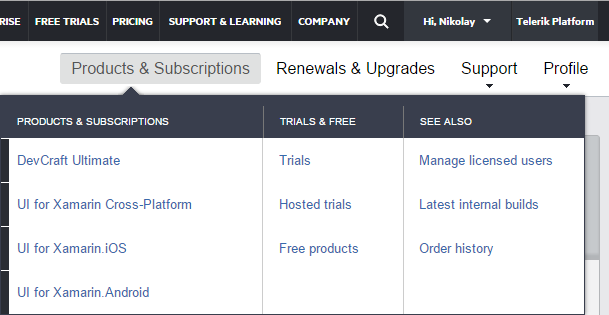 RISE FREE TRIALS PRICING SUPPORT & LEARNING COMPANY Hi, Nikolay Telerik Platform
Products & Subscriptions Renewals & Upgrades Support Profile
PRODUCTS & SUBSCRIPTIONS TRIALS & FREE SEE ALSO
DevCraft Ultimate Trials Manage licensed users
UI for Xamarin Cross-Platform Hosted trials Latest internal builds
UI for Xamarin.iOS Free products Order history
UI for Xamarin.Android